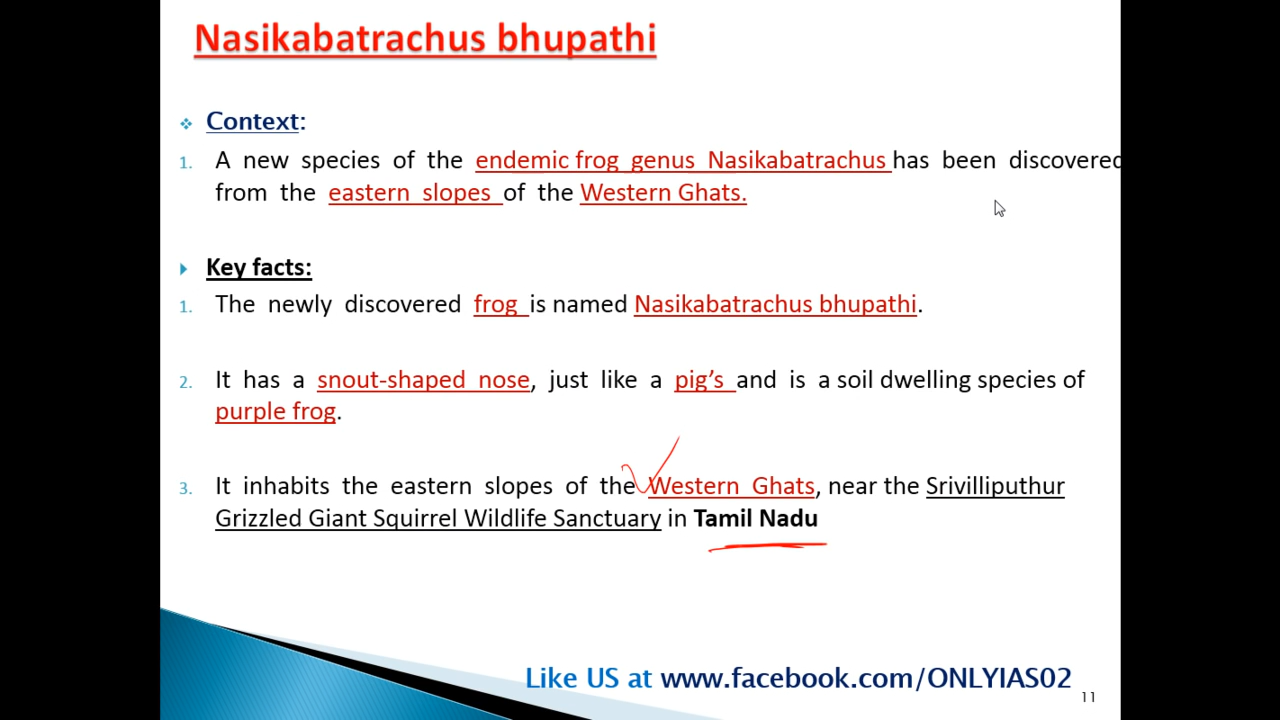 Nasikabatrachus bhupathi
Context:
1. A new species of the endemic frog genus Nasikabatrachus has been discovered
from the eastern slopes of the Western Ghats.
Key facts:
1. The newly discovered frog is named Nasikabatrachus bhupathi.
2. It has a snout-shaped nose, just like a pig's and is a soil dwelling species of
purple frog.
3. It inhabits the eastern slopes of the Western Ghats, near the Srivilliputhur
Grizzled Giant Squirrel Wildlife Sanctuary in Tamil Nadu
Like US at www.facebook.com/ONLYIAS02
11